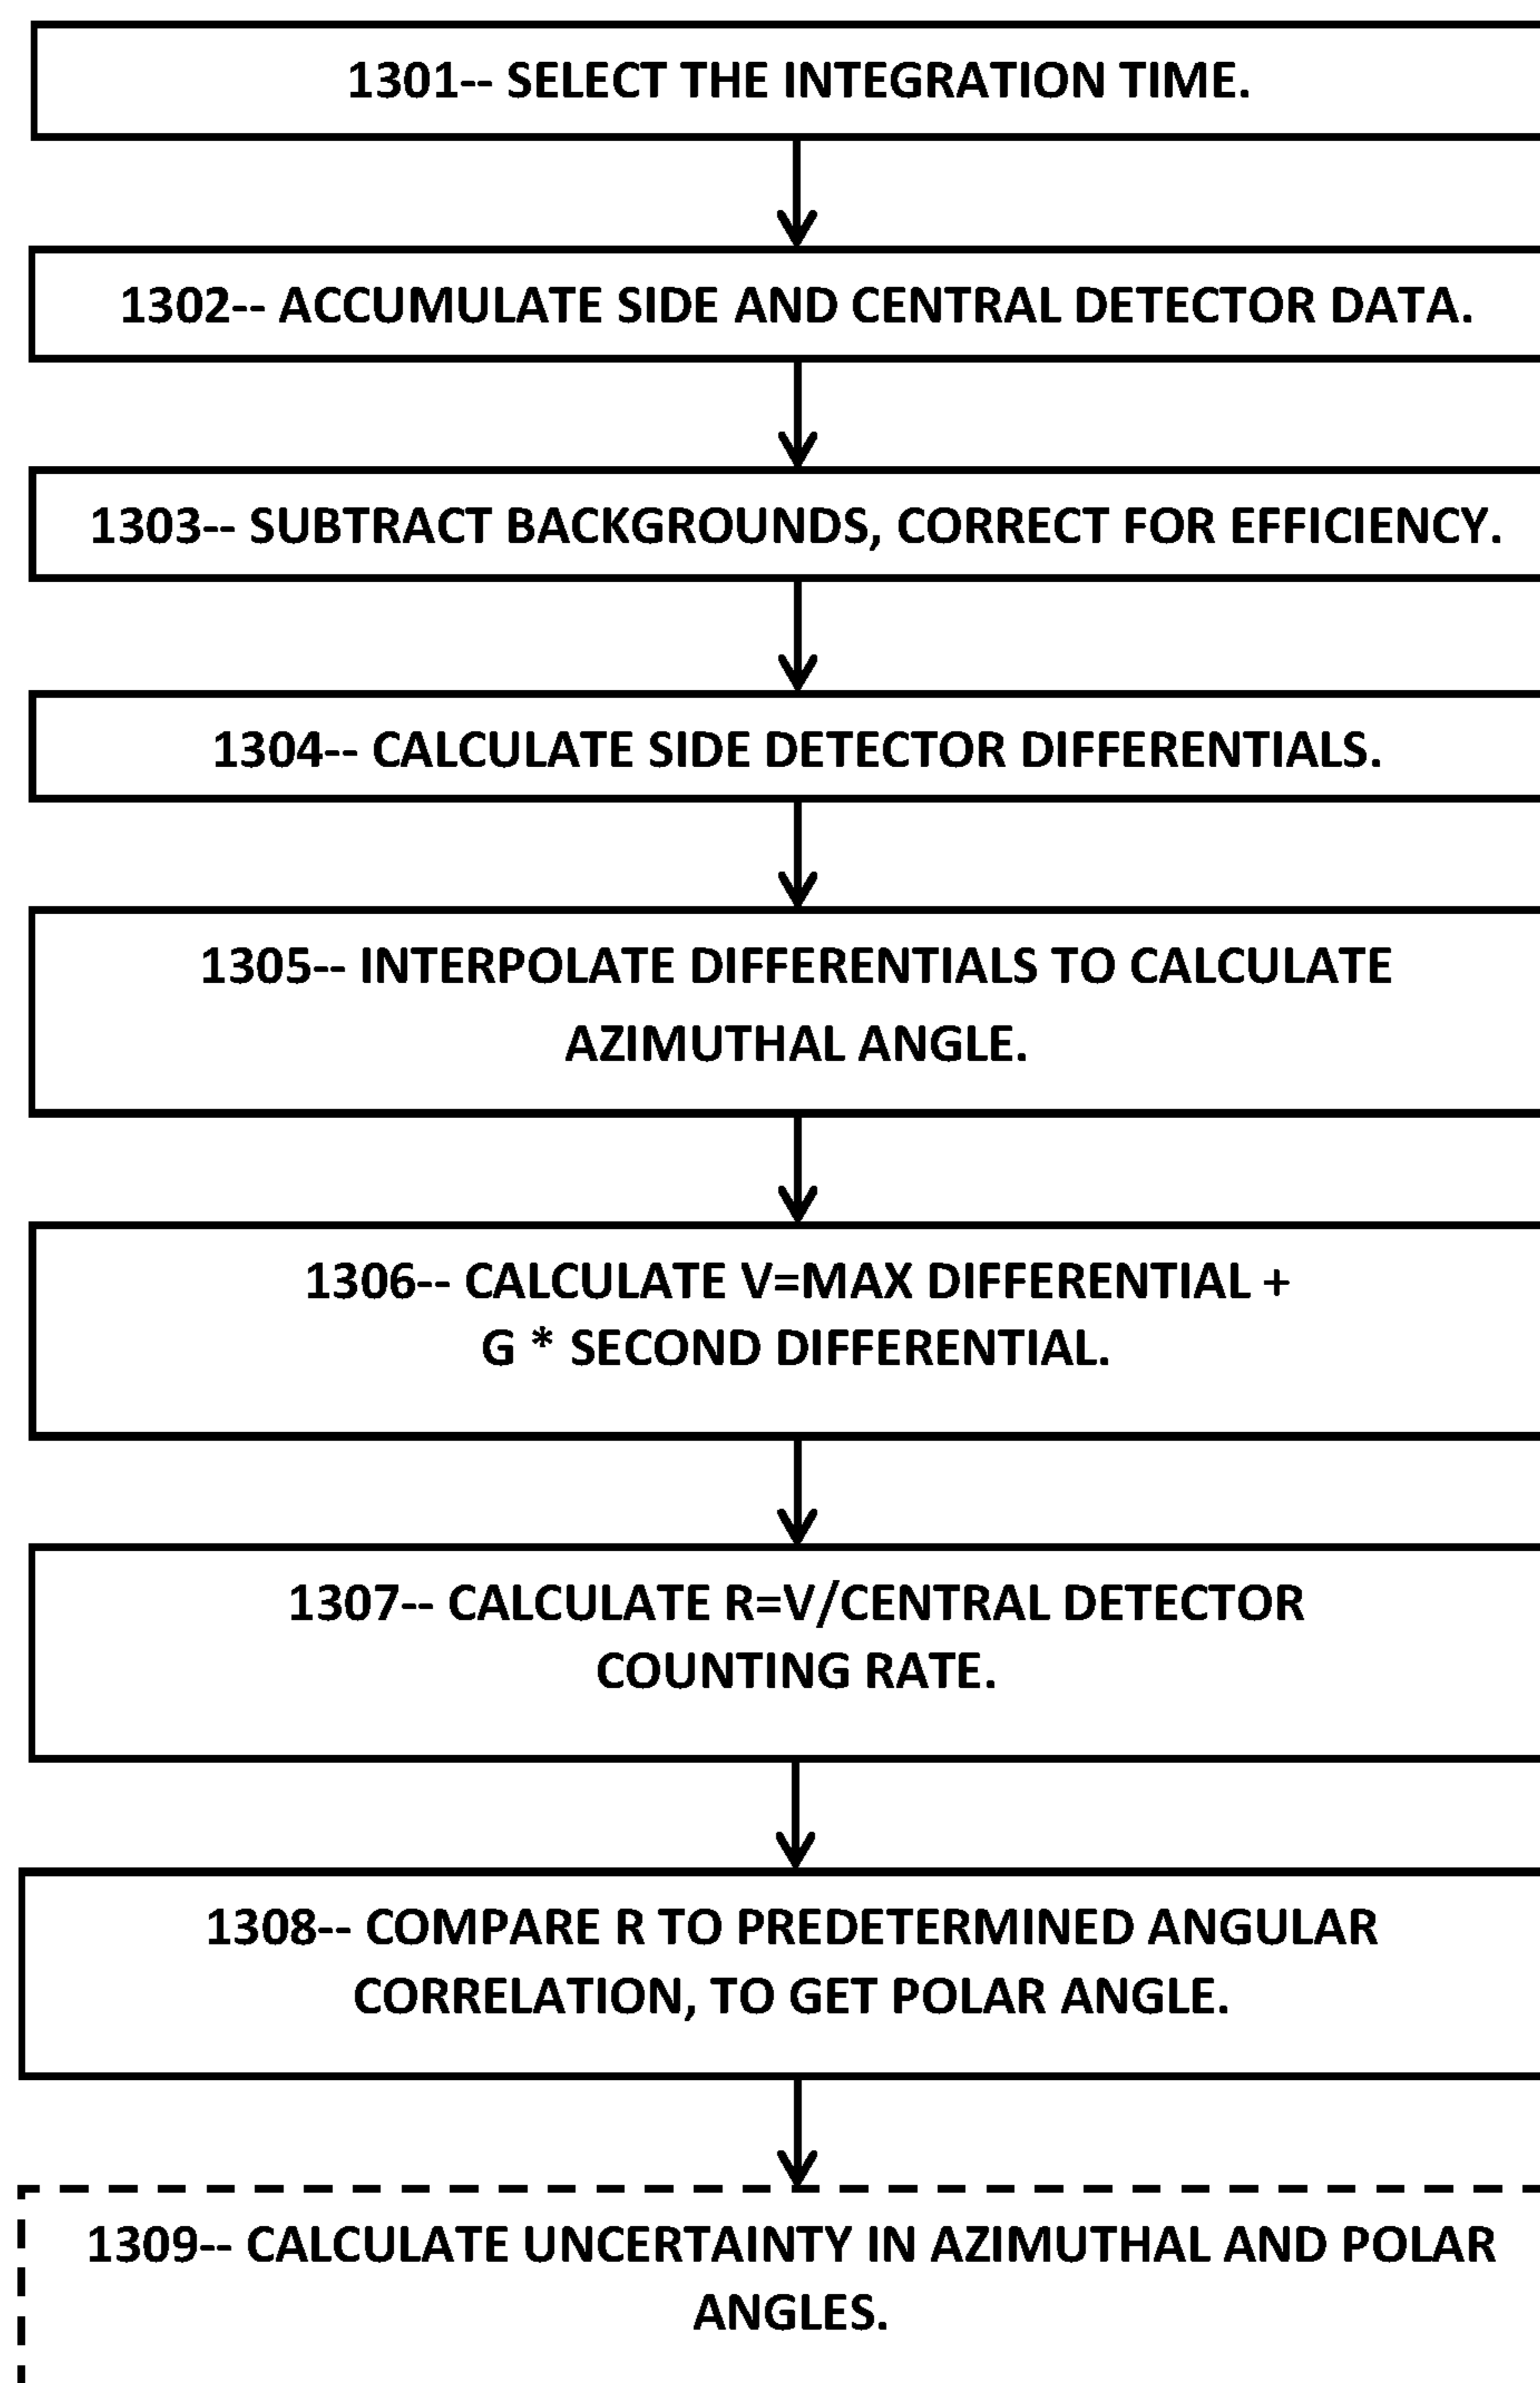 1301-- SELECT THE INTEGRATION TIME.
1302-- ACCUMULATE SIDE AND CENTRAL DETECTOR DATA.
1303-- SUBTRACT BACKGROUNDS, CORRECT FOR EFFICIENCY.
1304-- CALCULATE SIDE DETECTOR DIFFERENTIALS.
1305-- INTERPOLATE DIFFERENTIALS TO CALCULATE
AZIMUTHAL ANGLE.
1306-- CALCULATE V=MAX DIFFERENTIAL +
G * SECOND DIFFERENTIAL.
1307-- CALCULATE R=V/CENTRAL DETECTOR
COUNTING RATE.
1308-- COMPARE R TO PREDETERMINED ANGULAR
CORRELATION, TO GET POLAR ANGLE.
1309-- CALCULATE UNCERTAINTY IN AZIMUTHAL AND POLAR
ANGLES.